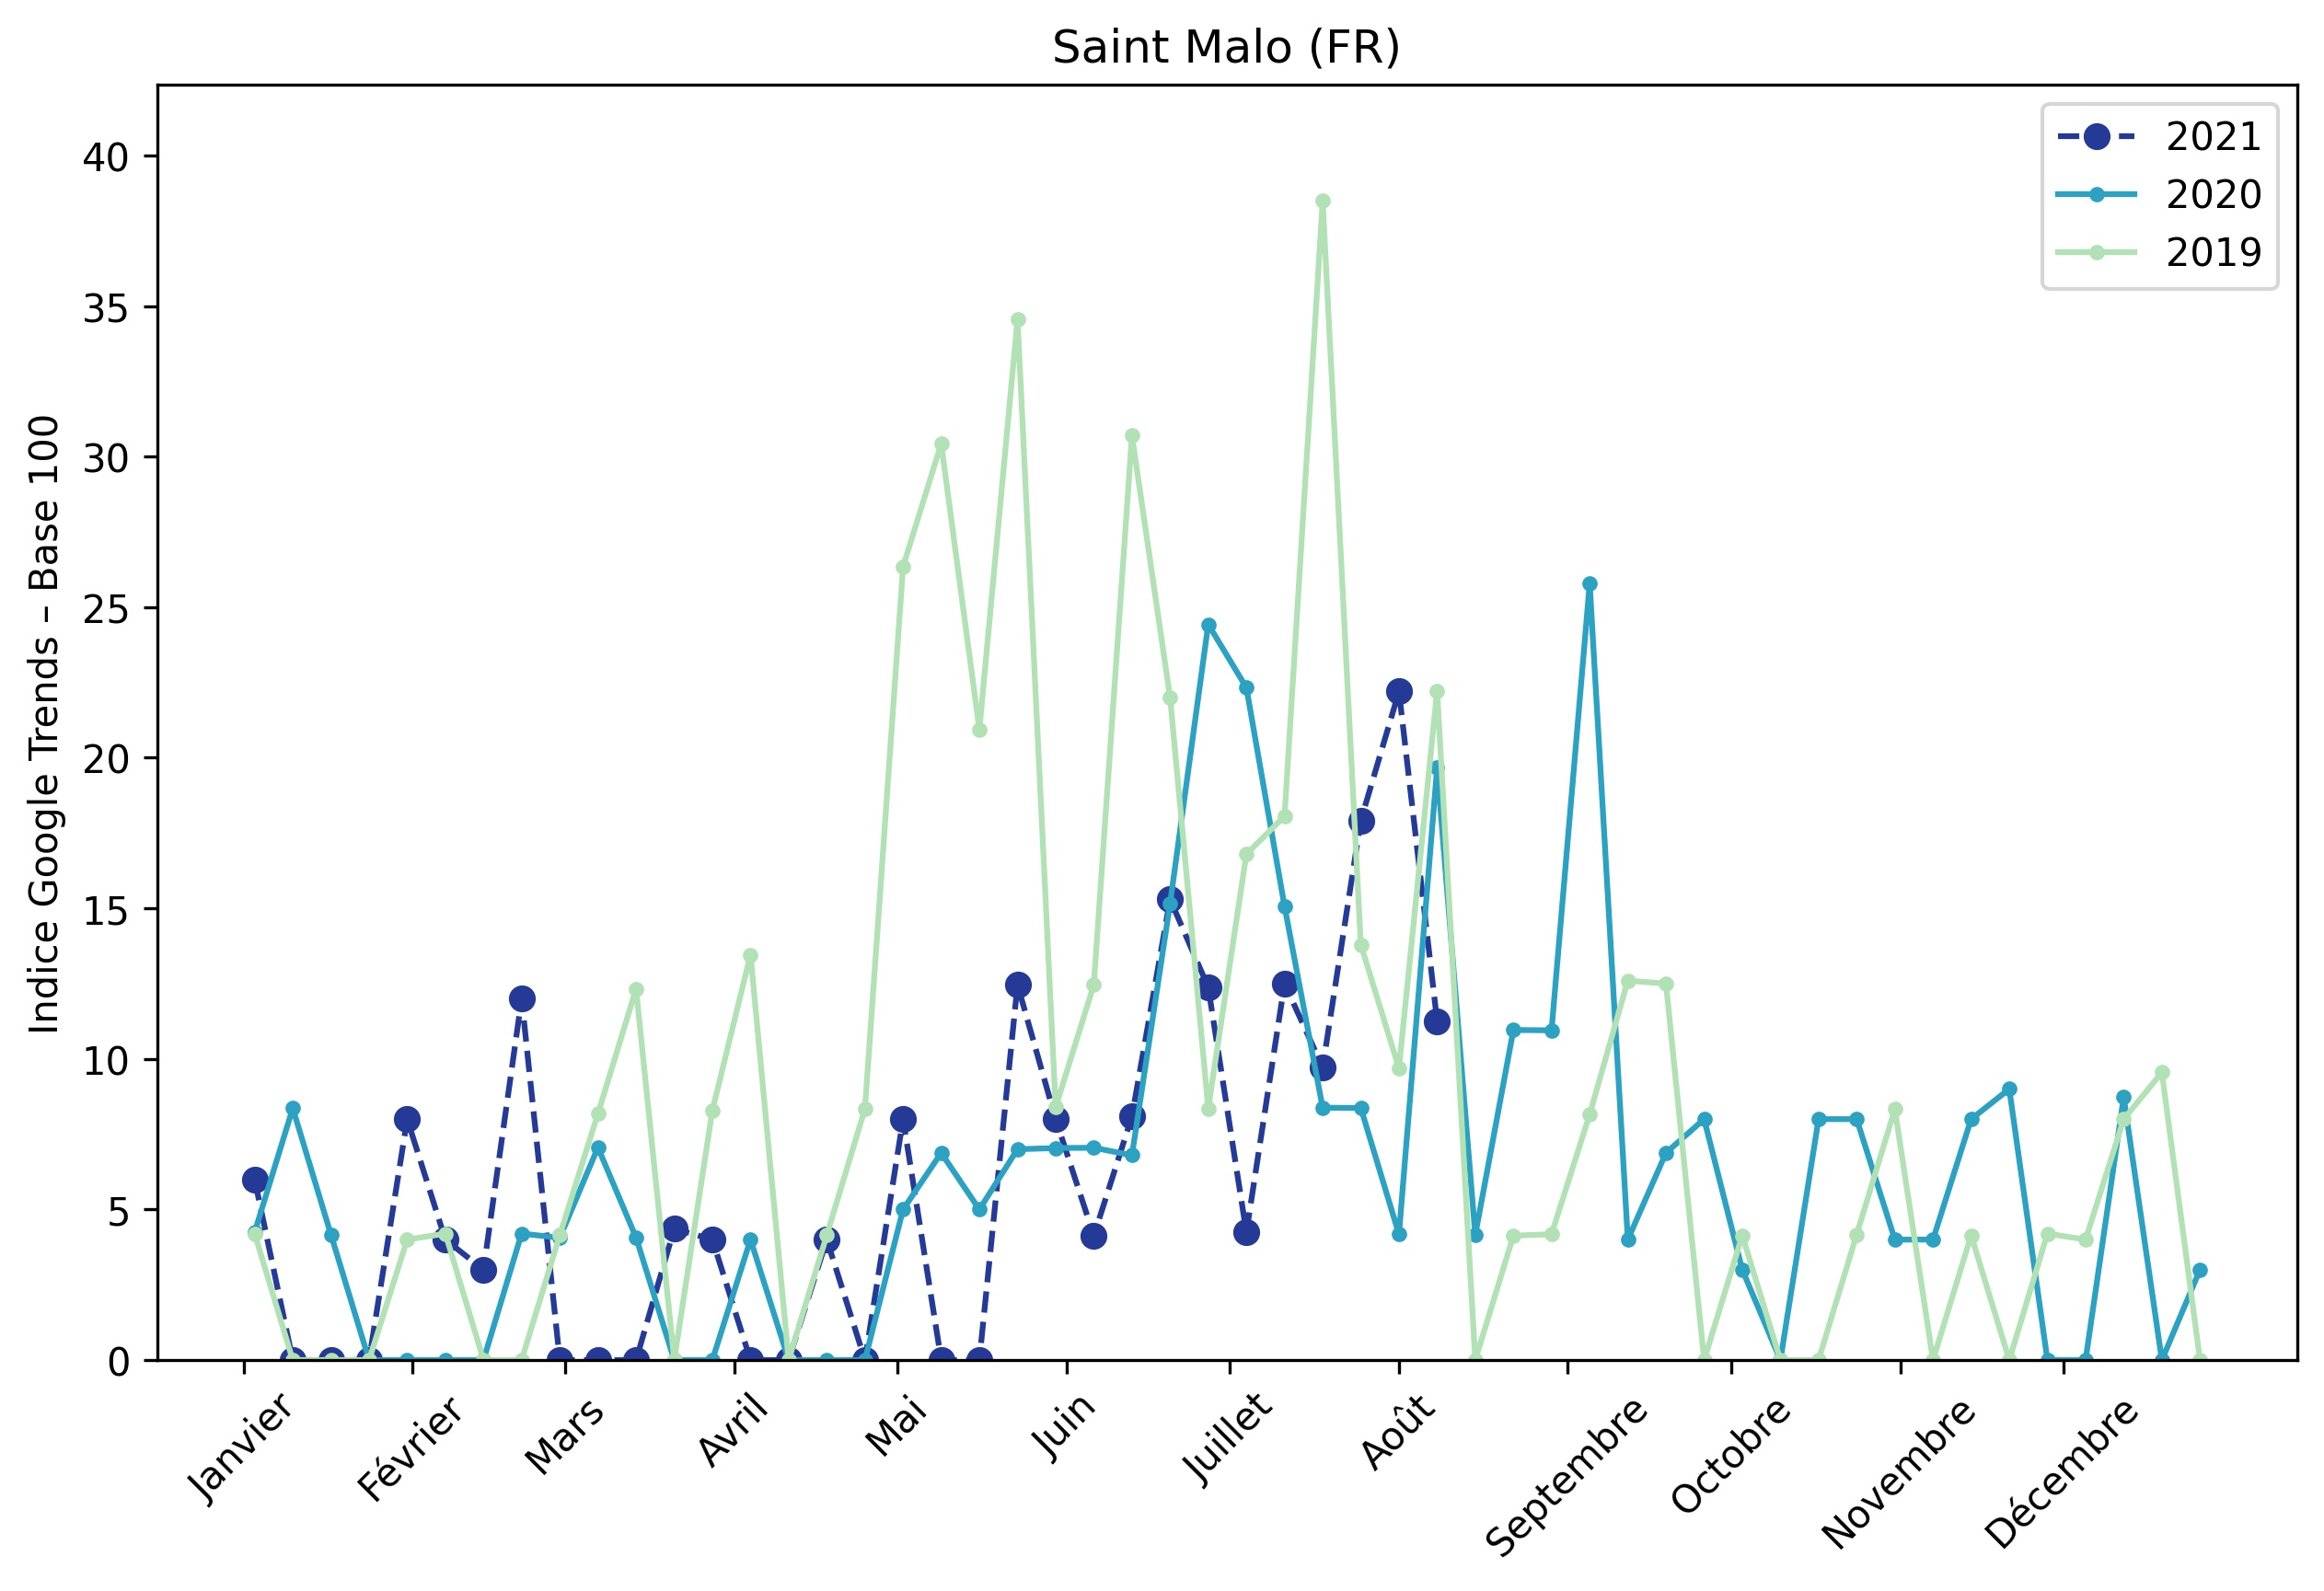 Saint Malo (FR)
Indice Google Trends – Base 100
40
35
30
25
20
15
10
5
0
2021
2020
2019
Janvier
Février
Mars
Avril
Mai
Juin
Juillet
Août
Septembre
Octobre
Novembre
Décembre